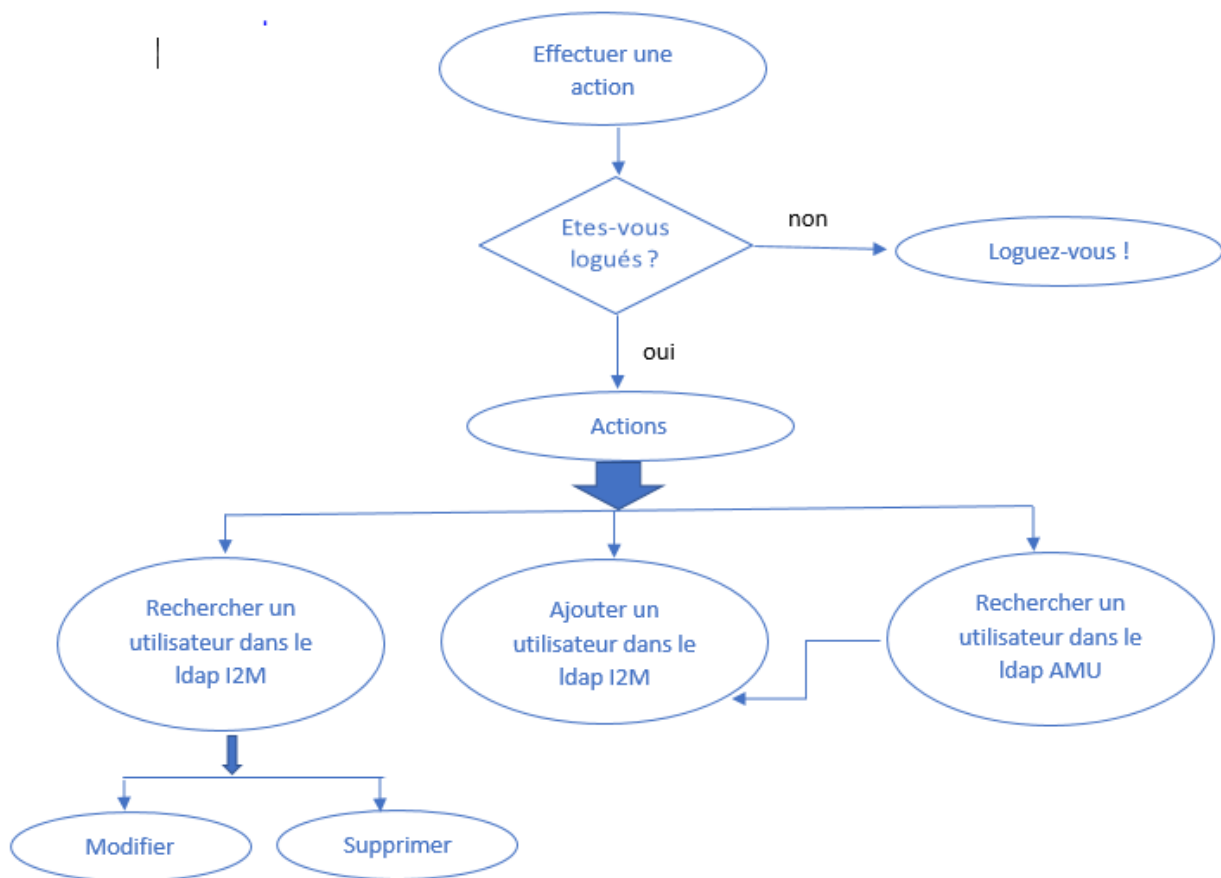 Effectuer une
action
Etes-vous
logués ?
non
Loguez-vous !
oui
Actions
Rechercher un
utilisateur dans le
ldap I2M
Ajouter un
utilisateur dans le
ldap I2M
Rechercher un
utilisateur dans le
ldap AMU
Modifier
Supprimer